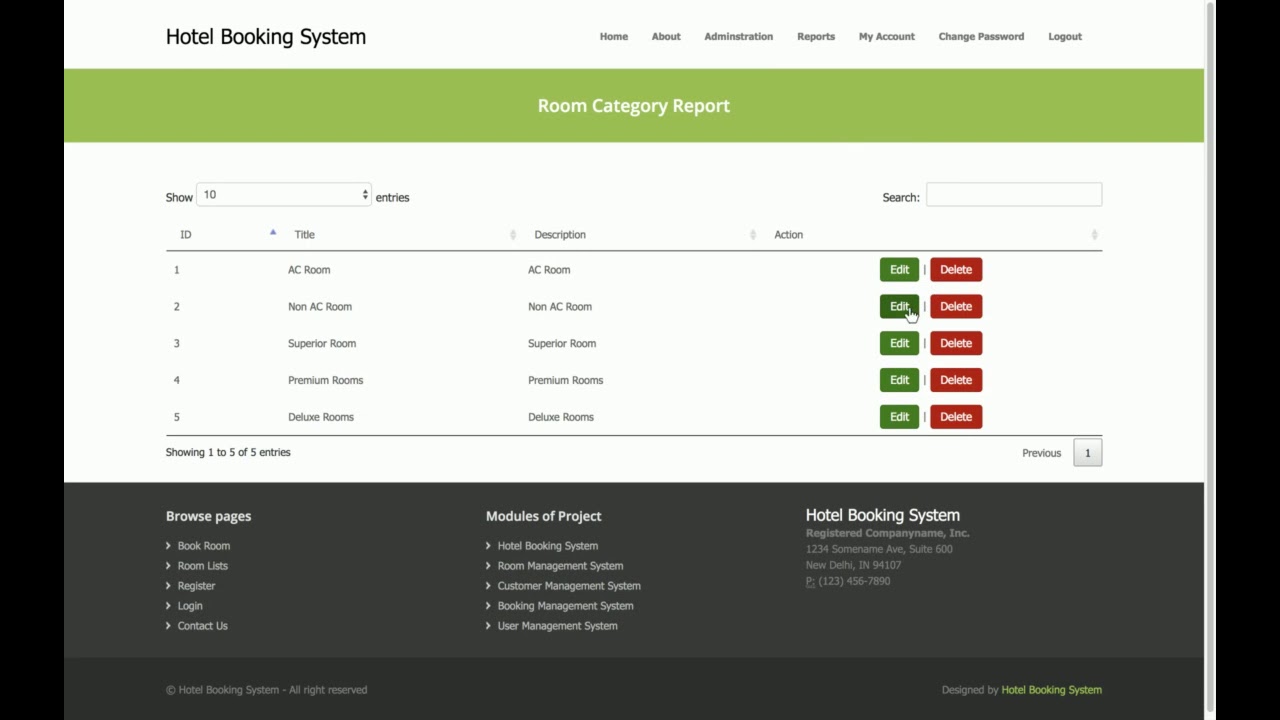 Hotel Booking System
Home About Adminstration Reports My Account Change Password Logout
Room Category Report
Show 10 entries Search:
ID Title Description Action
1 AC Room AC Room Edit | Delete
2 Non AC Room Non AC Room Edit | Delete
3 Superior Room Superior Room Edit | Delete
4 Premium Rooms Premium Rooms Edit | Delete
5 Deluxe Rooms Deluxe Rooms Edit | Delete
Showing 1 to 5 of 5 entries Previous 1
Browse pages
Book Room
Room Lists
Register
Login
Contact Us
Modules of Project
Hotel Booking System
Room Management System
Customer Management System
Booking Management System
User Management System
Hotel Booking System
Registered Companyname, Inc.
1234 Somename Ave, Suite 600
New Delhi, IN 94107
P: (123) 456-7890
© Hotel Booking System - All right reserved
Designed by Hotel Booking System